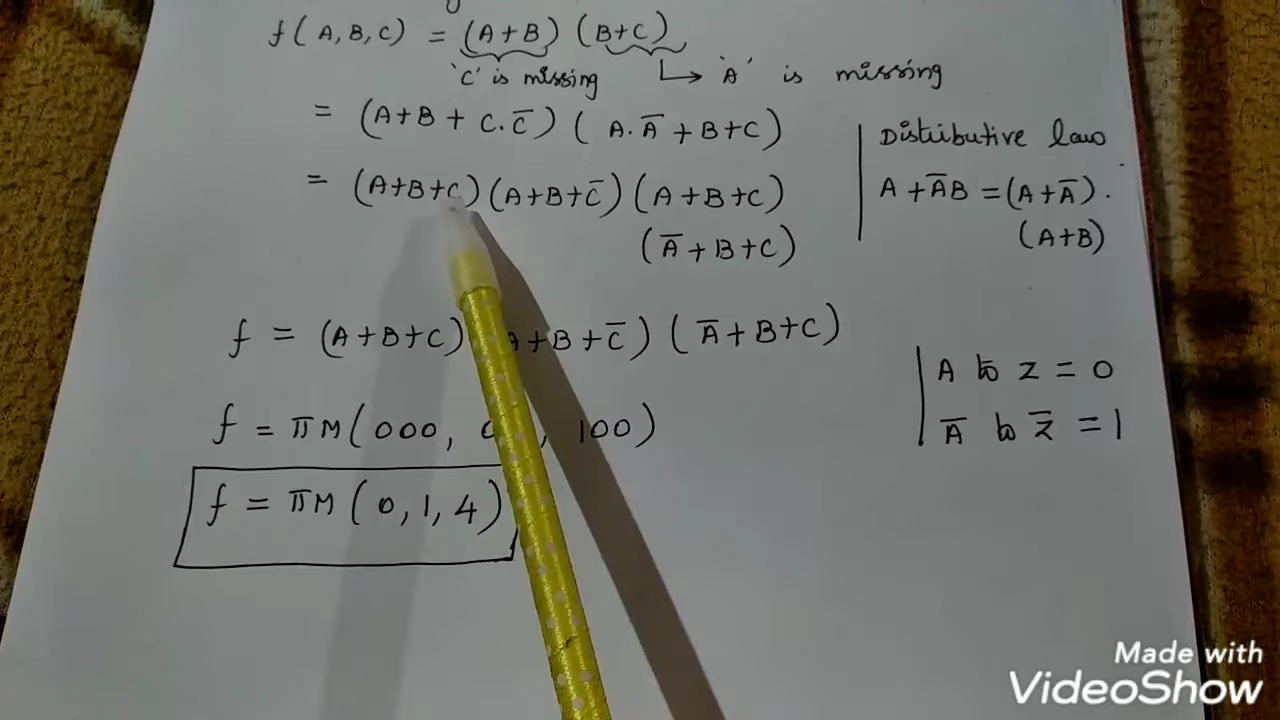 f(A,B,C) = (A+B) (B+C)
'C' is missing → 'A' is missing
= (A+B + C.C̅) ( A.A̅ + B+C)
= (A+B+C) (A+B+C̅) (A+B+C)
(A̅+B+C)
Distributive law
A + A̅B = (A+A̅).
(A+B)
f = (A+B+C) +B+C̅) (A̅+B+C)
f = πM(000, , 100)
f = πM (0,1,4)
A to Z = 0
A̅ to Z̅ = 1
Made with
VideoShow